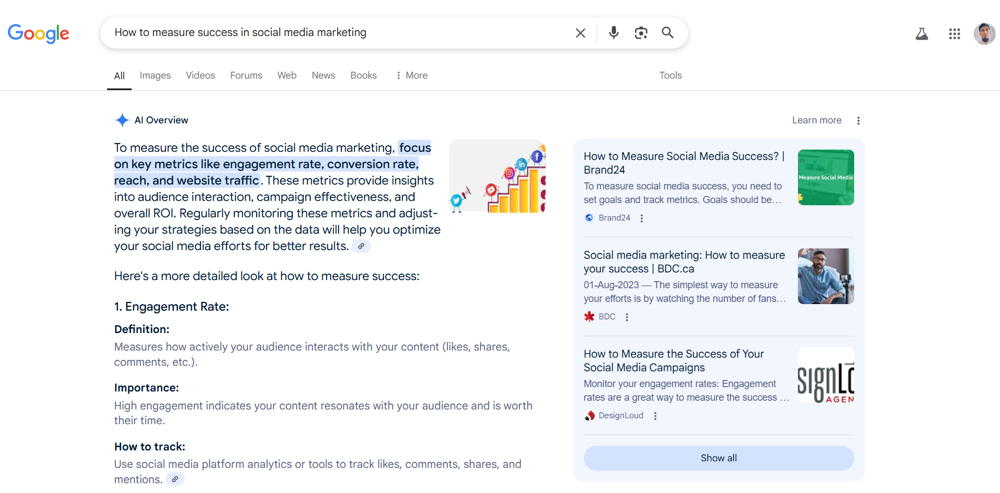 Google
How to measure success in social media marketing
All Images Videos Forums Web News Books More Tools
AI Overview
Learn more
To measure the success of social media marketing, focus
on key metrics like engagement rate, conversion rate,
reach, and website traffic. These metrics provide insights
into audience interaction, campaign effectiveness, and
overall ROI. Regularly monitoring these metrics and adjust-
ing your strategies based on the data will help you optimize
your social media efforts for better results.
Here's a more detailed look at how to measure success:
1. Engagement Rate:
Definition:
Measures how actively your audience interacts with your content (likes, shares,
comments, etc.).
Importance:
High engagement indicates your content resonates with your audience and is worth
their time.
How to track:
Use social media platform analytics or tools to track likes, comments, shares, and
mentions.
How to Measure Social Media Success? |
Brand24
To measure social media success, you need to
set goals and track metrics. Goals should be...
Brand24
Measure Social Media
Social media marketing: How to measure
your success | BDC.ca
01-Aug-2023 — The simplest way to measure
your efforts is by watching the number of fans...
BDC
How to Measure the Success of Your
Social Media Campaigns
Monitor your engagement rates: Engagement
rates are a great way to measure the success ...
DesignLoud
signLo
AGEN
Show all